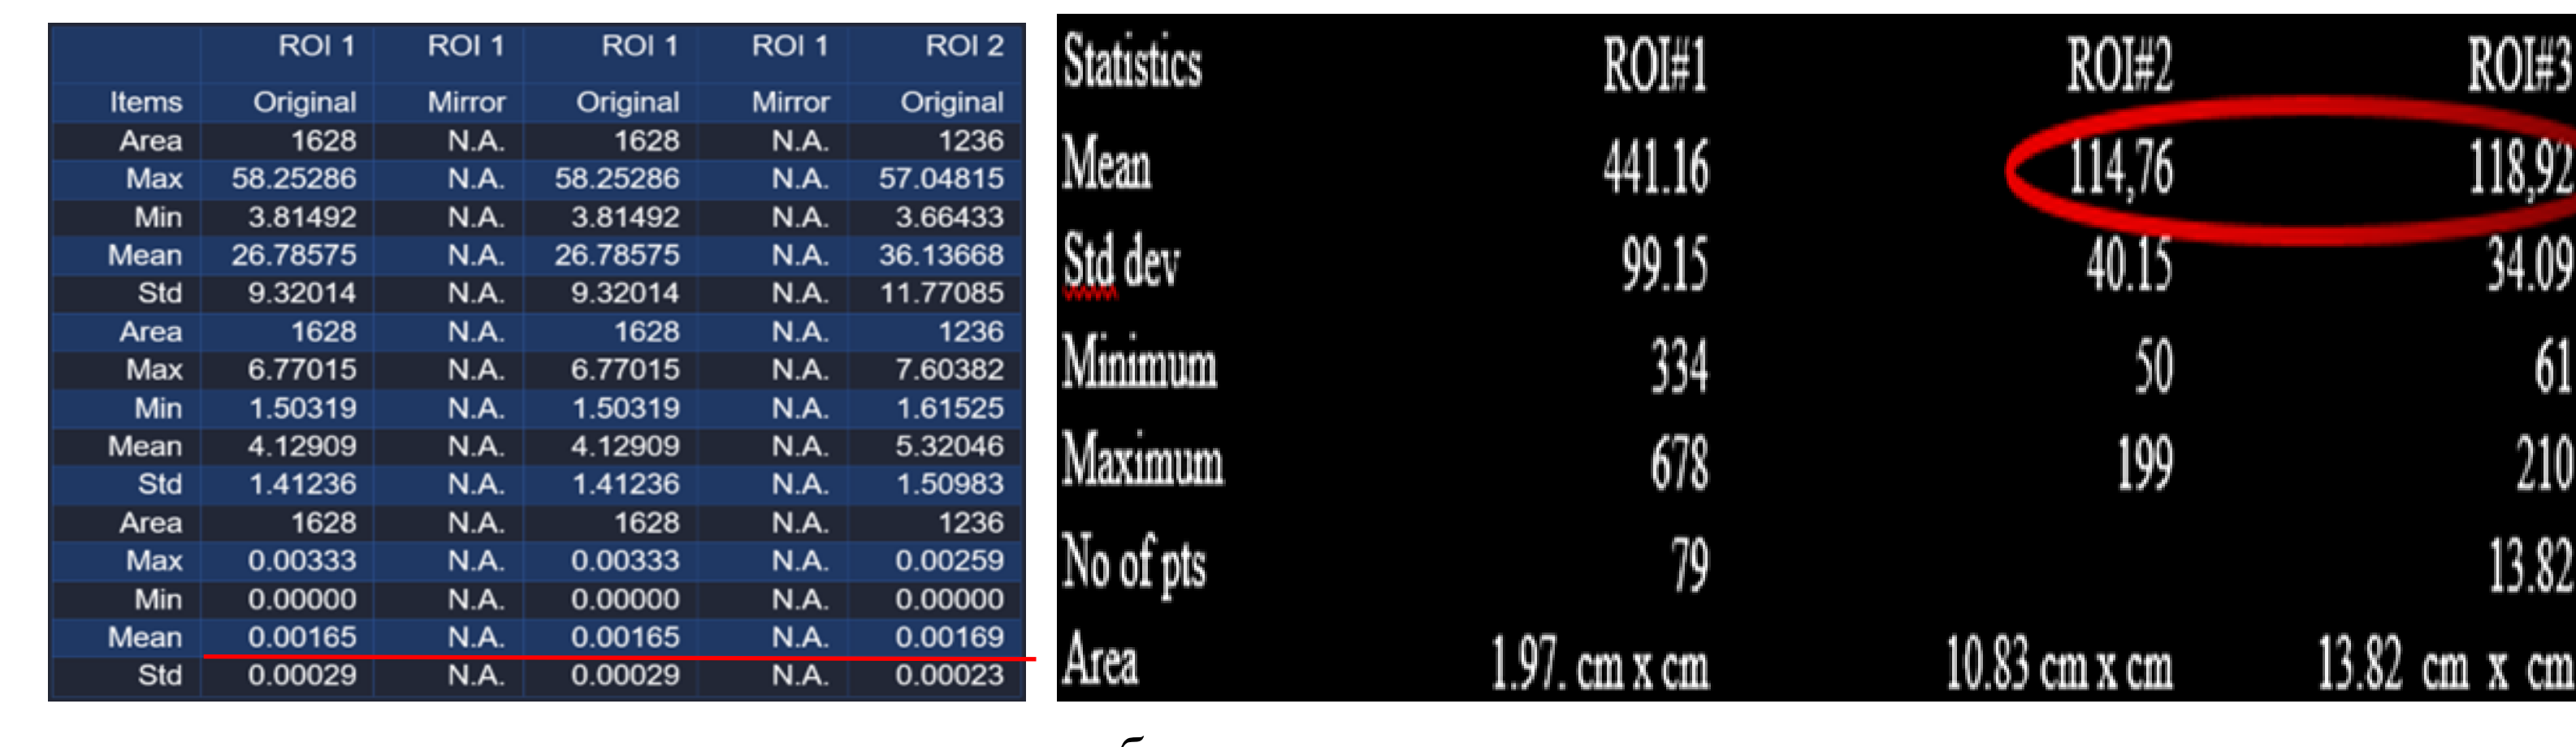 ROI 1 ROI 1 ROI 1 ROI 1 ROI 2
Items Original Mirror Original Mirror Original
Area 1628 N.A. 1628 N.A. 1236
Max 58.25286 N.A. 58.25286 N.A. 57.04815
Min 3.81492 N.A. 3.81492 N.A. 3.66433
Mean 26.78575 N.A. 26.78575 N.A. 36.13668
Std 9.32014 N.A. 9.32014 N.A. 11.77085
Area 1628 N.A. 1628 N.A. 1236
Max 6.77015 N.A. 6.77015 N.A. 7.60382
Min 1.50319 N.A. 1.50319 N.A. 1.61525
Mean 4.12909 N.A. 4.12909 N.A. 5.32046
Std 1.41236 N.A. 1.41236 N.A. 1.50983
Area 1628 N.A. 1628 N.A. 1236
Max 0.00333 N.A. 0.00333 N.A. 0.00259
Min 0.00000 N.A. 0.00000 N.A. 0.00000
Mean 0.00165 N.A. 0.00165 N.A. 0.00169
Std 0.00029 N.A. 0.00029 N.A. 0.00023
Statistics ROI#1 ROI#2 ROI#3
Mean 441.16 114,76 118,92
Std dev 99.15 40.15 34.09
Minimum 334 50 61
Maximum 678 199 210
No of pts 79 13.82
Area 1.97. cm x cm 10.83 cm x cm 13.82 cm x cm